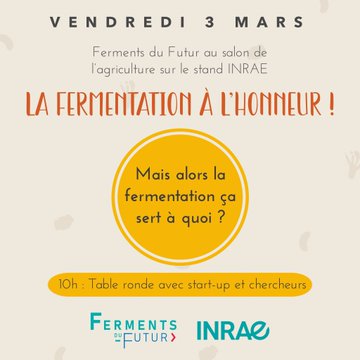 VENDREDI 3 MARS
Ferments du Futur au salon de
l'agriculture sur le stand INRAE
LA FERMENTATION À L'HONNEUR !
Mais alors la
fermentation ça
sert à quoi ?
10h : Table ronde avec start-up et chercheurs
FERMENTS
DU FUTUR
INRAE